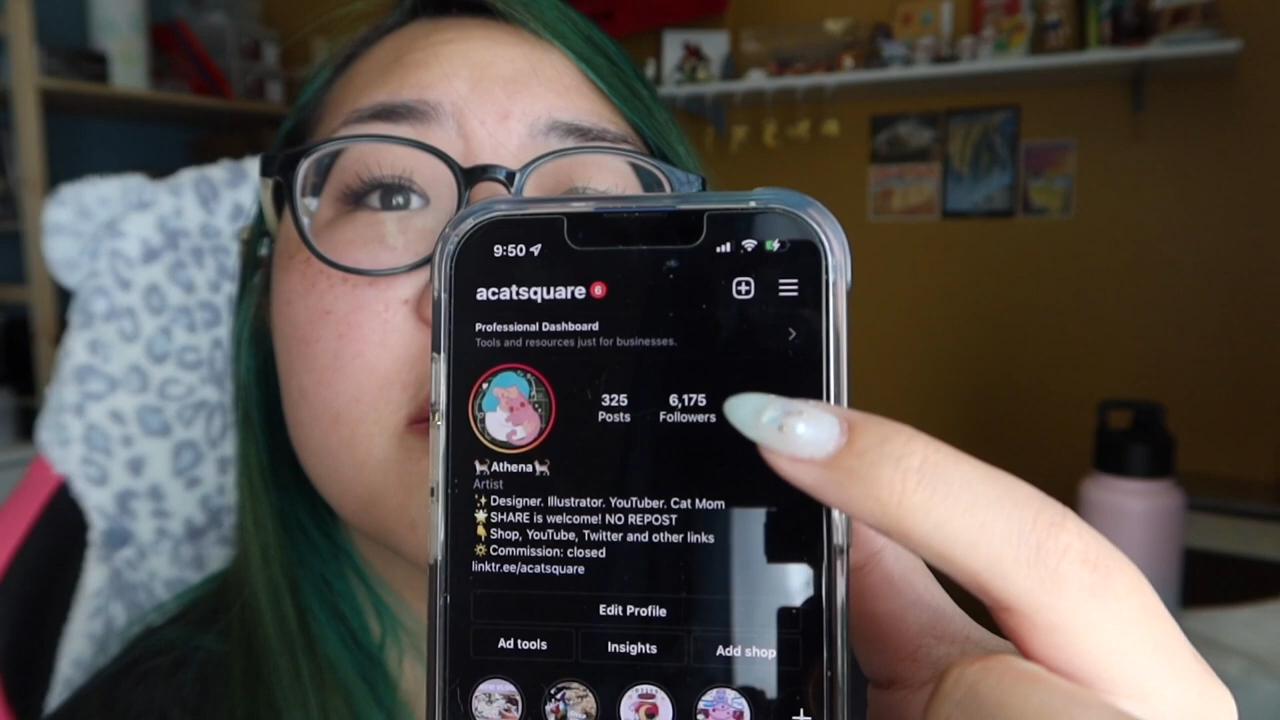 9:50
acatsquare 6
Professional Dashboard
Tools and resources just for businesses.
325 6,175
Posts Followers
🐈Athena🐈
Artist
✨Designer. Illustrator. YouTuber. Cat Mom
🌟SHARE is welcome! NO REPOST
👇Shop, YouTube, Twitter and other links
🔅Commission: closed
linktr.ee/acatsquare
Edit Profile
Ad tools Insights Add shop